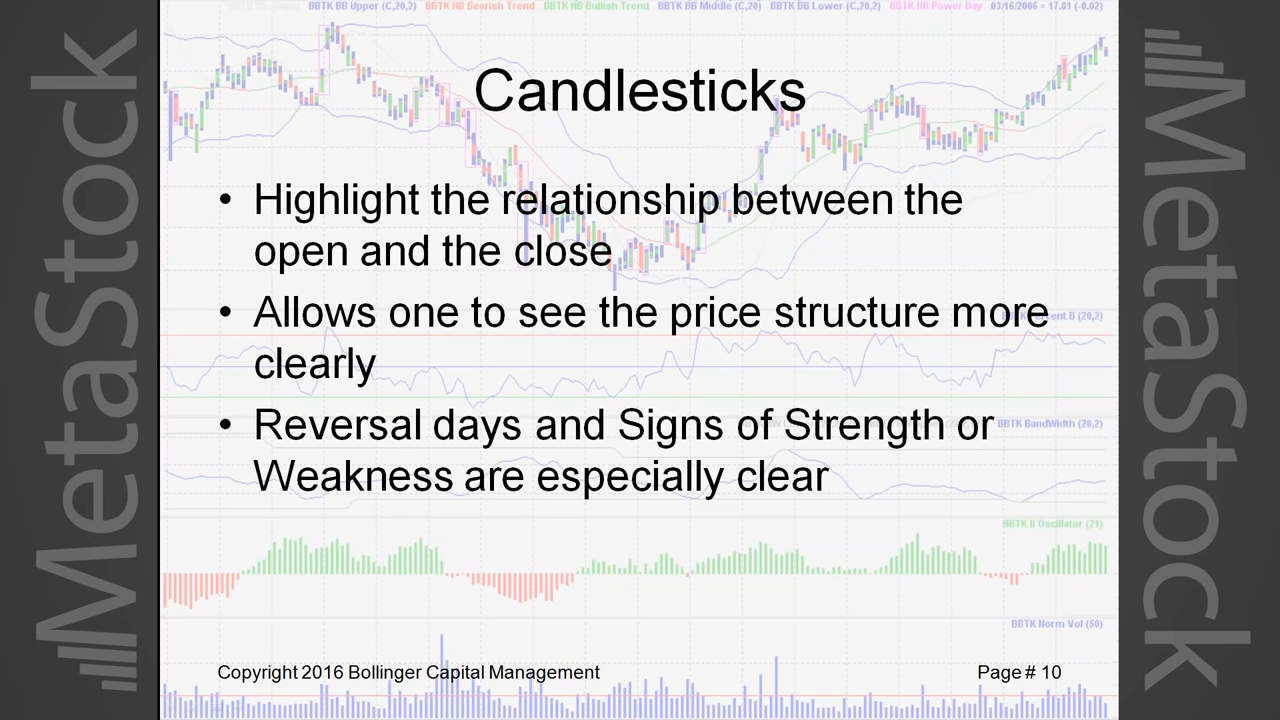 BBTK BB Upper (C,20,2) BBTK HB Bearish Trend BBTK HB Bullish Trend BBTK BB Middle (C,20) BBTK BB Lower (C,20,2) BBTK HB Power Day 03/16/2006 = 17.81 (-0.02)
MetaStock
MetaStock
Candlesticks
• Highlight the relationship between the
open and the close
• Allows one to see the price structure more
clearly
B (20,2)
• Reversal days and Signs of Strength or
BBTK BandWidth (20,2)
Weakness are especially clear
BBTK II Oscillator (21)
BBTK Norm Vol (50)
Copyright 2016 Bollinger Capital Management
Page # 10